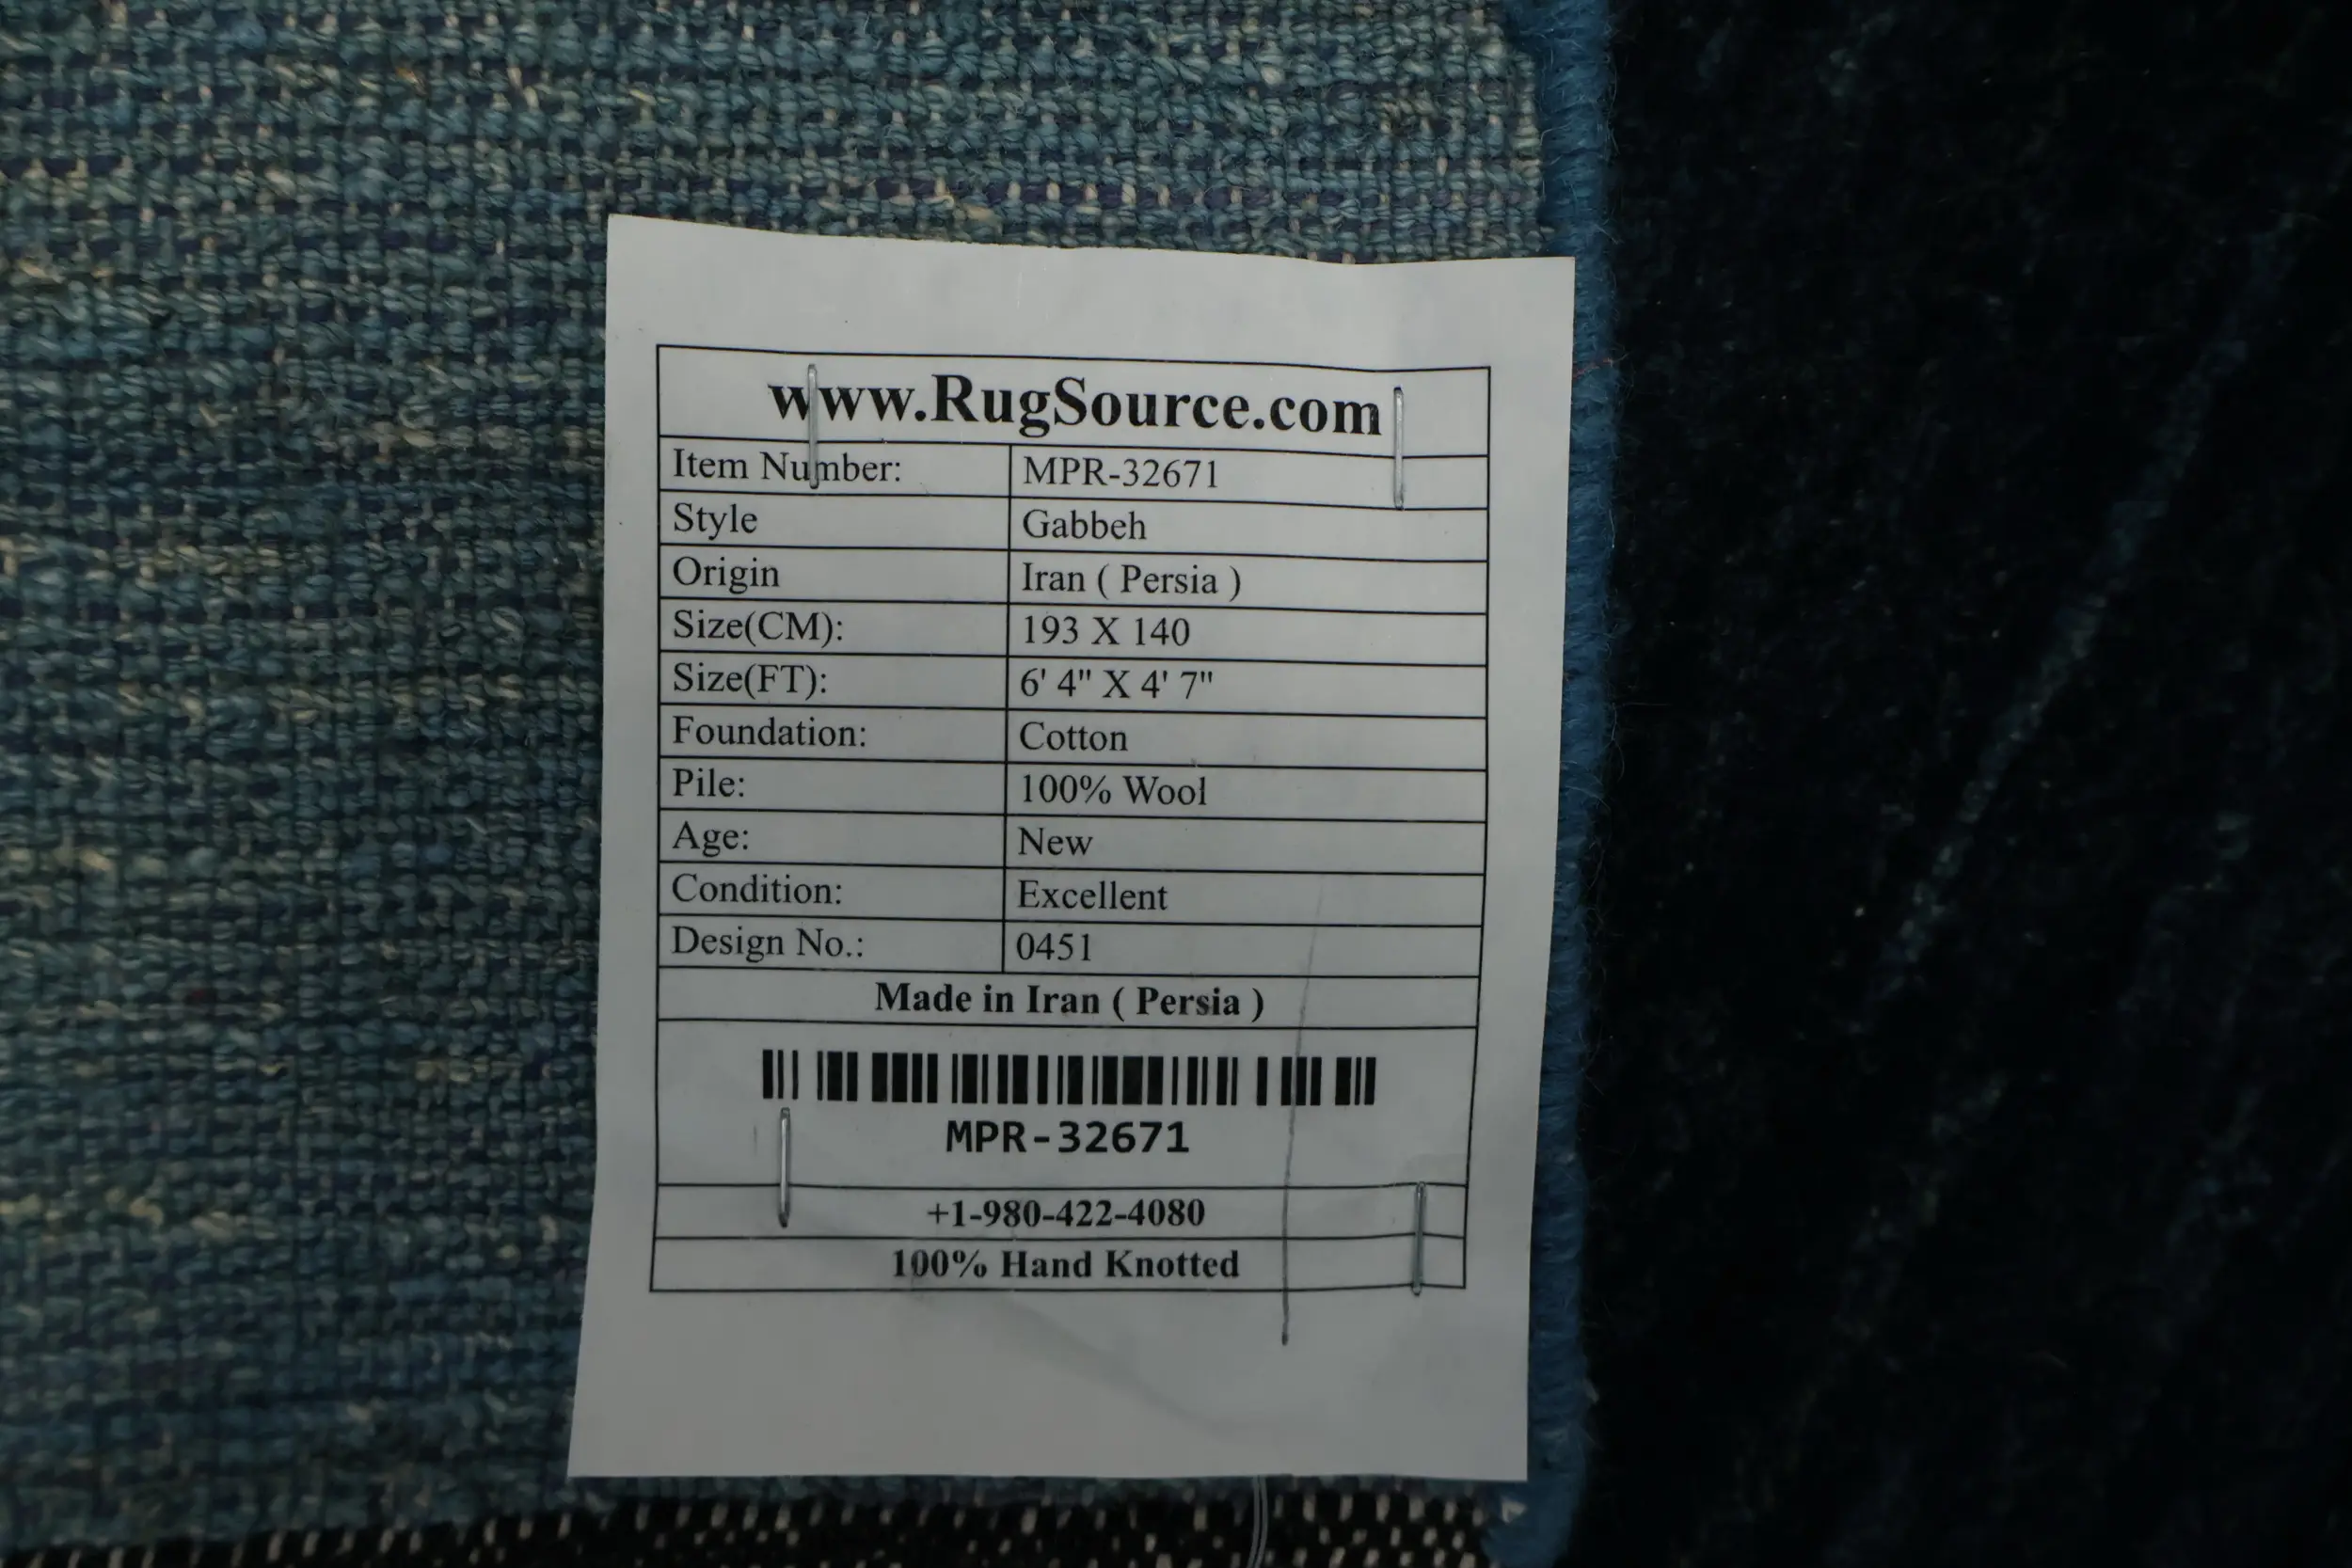 www.RugSource.com
Item Number: MPR-32671
Style Gabbeh
Origin Iran ( Persia )
Size(CM): 193 X 140
Size(FT): 6' 4" X 4' 7"
Foundation: Cotton
Pile: 100% Wool
Age: New
Condition: Excellent
Design No.: 0451
Made in Iran ( Persia )
MPR-32671
+1-980-422-4080
100% Hand Knotted